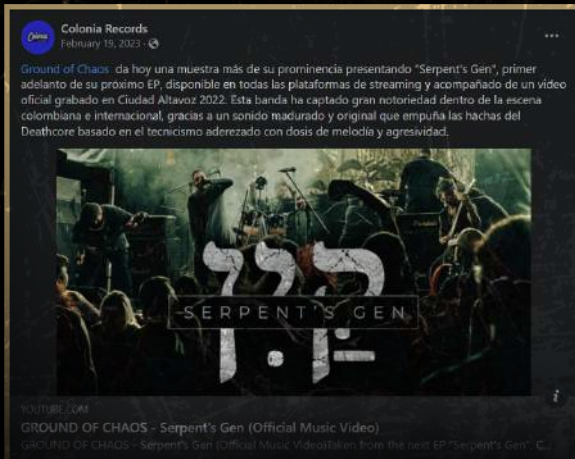 Colonia Records
February 19, 2023
Ground of Chaos da hoy una muestra más de su prominencia presentando "Serpent's Gen", primer
adelanto de su próximo EP, disponible en todas las plataformas de streaming y acompañado de un video
oficial grabado en Ciudad Altavoz 2022. Esta banda ha captado gran notoriedad dentro de la escena
colombiana e internacional, gracias a un sonido madurado y original que empuña las hachas del
Deathcore basado en el tecnicismo aderezado con dosis de melodía y agresividad.
SERPENT'S GEN
YOUTUBE.COM
GROUND OF CHAOS - Serpent's Gen (Official Music Video)
GROUND OF CHAOS - Serpent's Gen (Official Music Video)Taken from the next EP "Serpent's Gen". C...